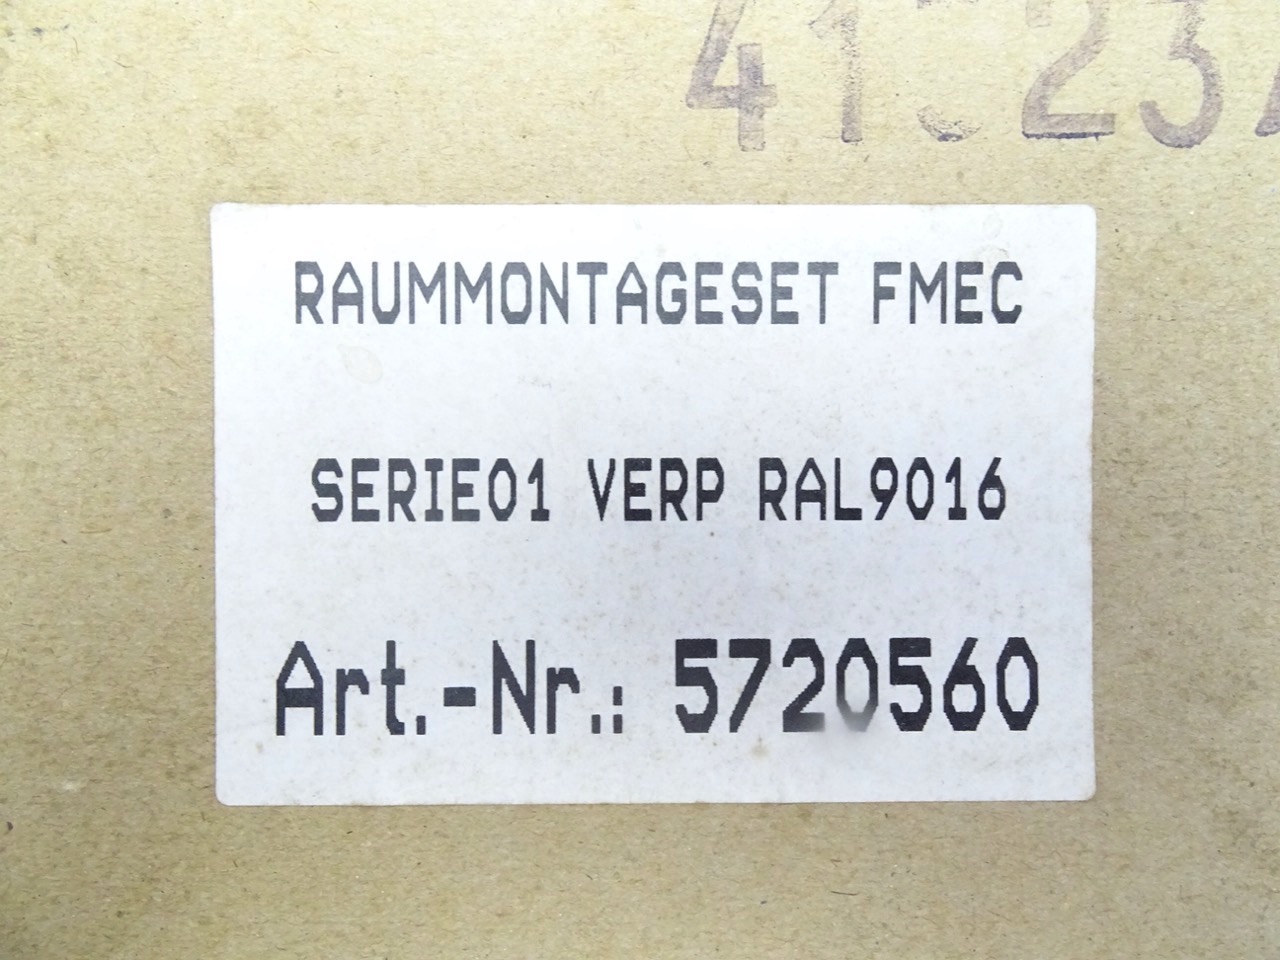 RAUMMONTAGESET FMEC
SERIE01 VERP RAL9016
Art.-Nr.: 5720560